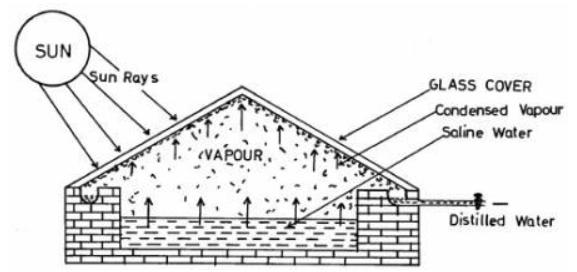 SUN
Sun Rays
GLASS COVER
Condensed Vapour
Saline Water
VAPOUR
Distilled Water